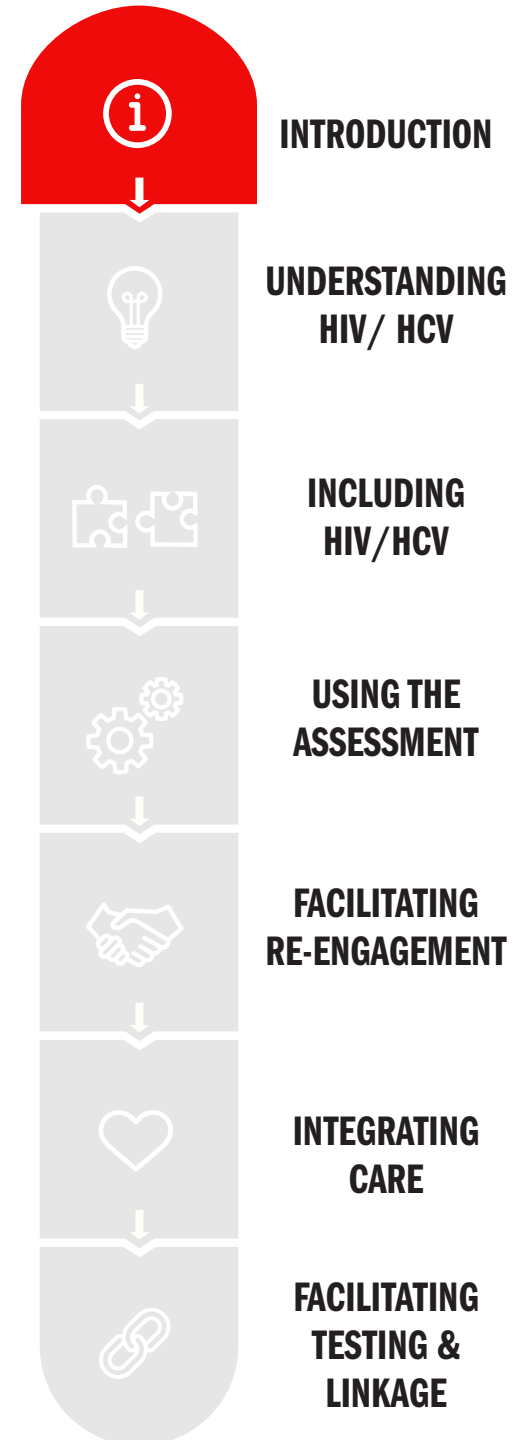 INTRODUCTION
UNDERSTANDING
HIV/ HCV
INCLUDING
HIV/HCV
USING THE
ASSESSMENT
FACILITATING
RE-ENGAGEMENT
INTEGRATING
CARE
FACILITATING
TESTING &
LINKAGE